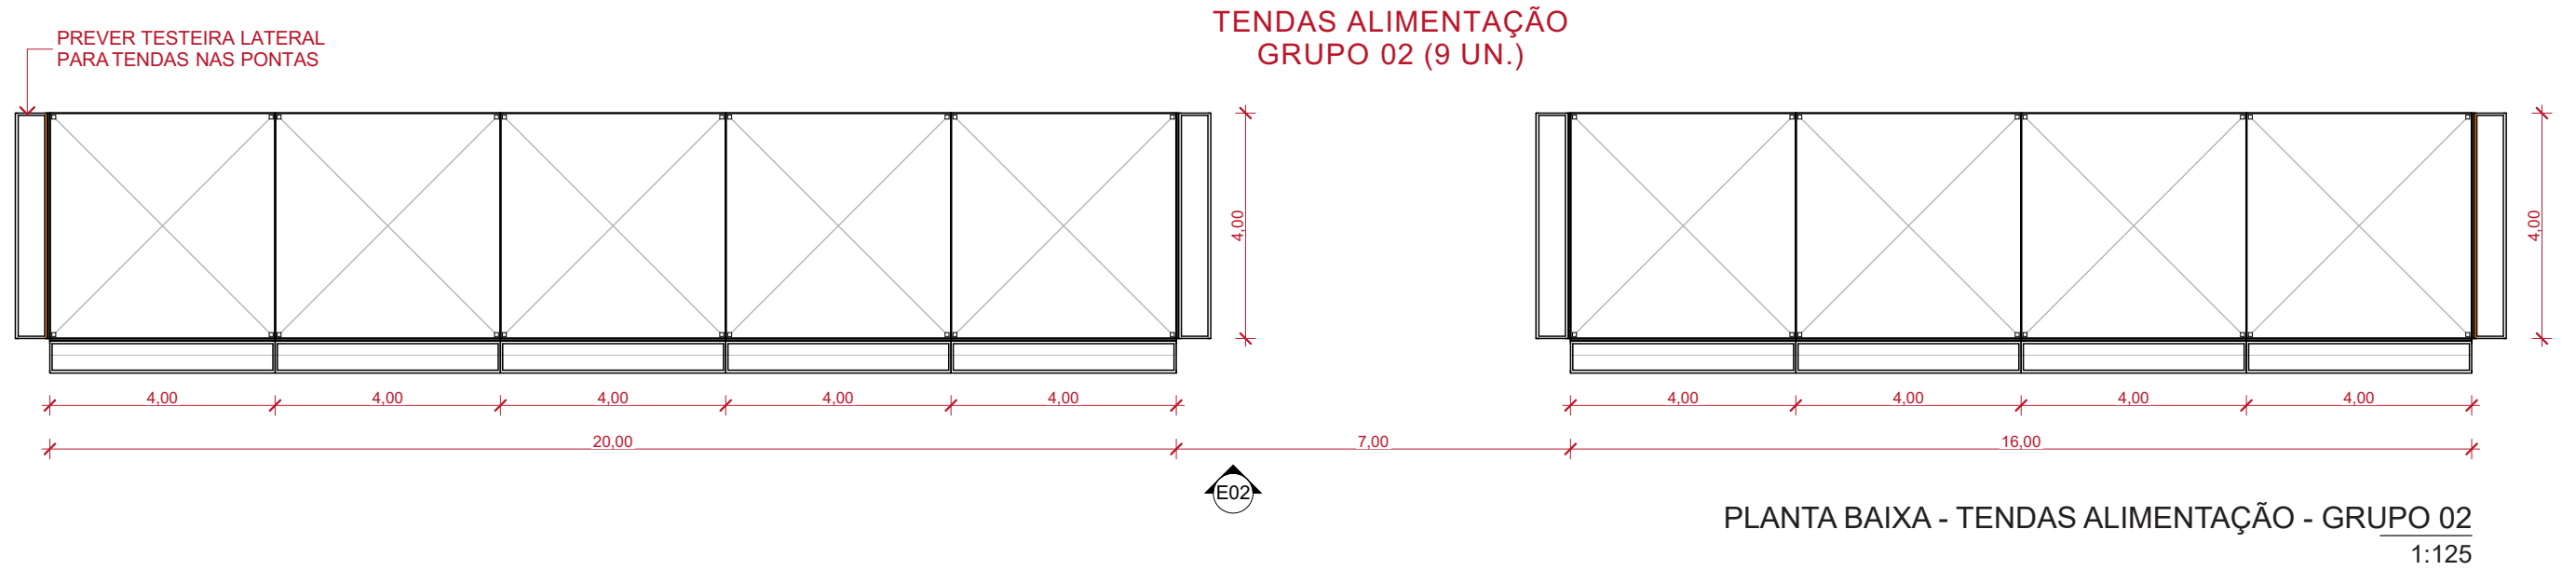 TENDAS ALIMENTAÇÃO
GRUPO 02 (9 UN.)
PREVER TESTEIRA LATERAL
PARA TENDAS NAS PONTAS
4,00
4,00
4,00 4,00 4,00 4,00 4,00 4,00 4,00 4,00 4,00
20,00 7,00 16,00
E02
PLANTA BAIXA - TENDAS ALIMENTAÇÃO - GRUPO 02
1:125